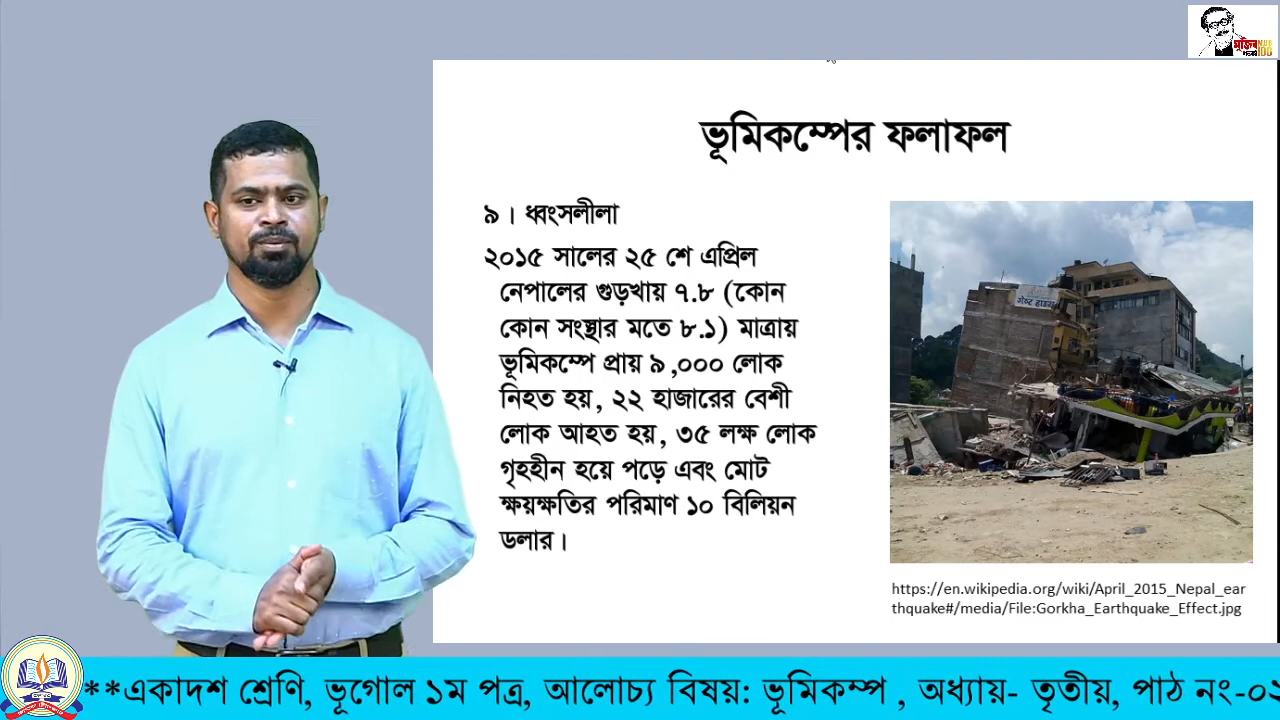 ভূমিকম্পের ফলাফল
৯। ধ্বংসলীলা
২০১৫ সালের ২৫ শে এপ্রিল
নেপালের গুড়খায় ৭.৮ (কোন
কোন সংস্থার মতে ৮.১) মাত্রায়
ভূমিকম্পে প্রায় ৯,০০০ লোক
নিহত হয়, ২২ হাজারের বেশী
লোক আহত হয়, ৩৫ লক্ষ লোক
গৃহহীন হয়ে পড়ে এবং মোট
ক্ষয়ক্ষতির পরিমাণ ১০ বিলিয়ন
ডলার।
https://en.wikipedia.org/wiki/April_2015_Nepal_ear
thquake#/media/File:Gorkha_Earthquake_Effect.jpg
**একাদশ শ্রেণি, ভূগোল ১ম পত্র, আলোচ্য বিষয়: ভূমিকম্প , অধ্যায়- তৃতীয়, পাঠ নং-০২